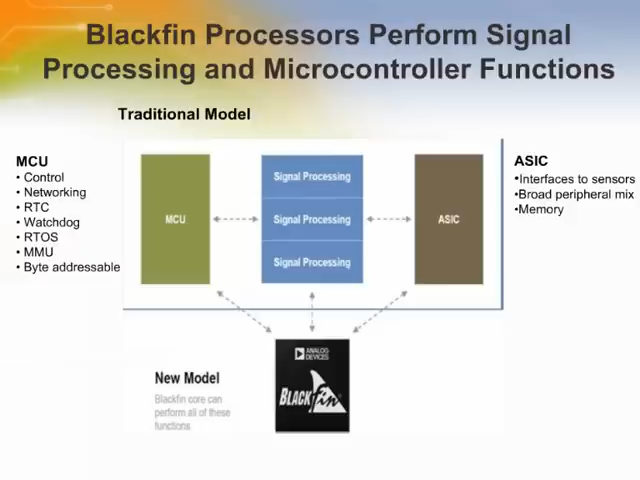 Blackfin Processors Perform Signal
Processing and Microcontroller Functions
Traditional Model
MCU
• Control
• Networking
• RTC
• Watchdog
• RTOS
• MMU
• Byte addressable
MCU
Signal Processing
Signal Processing
Signal Processing
ASIC
ASIC
•Interfaces to sensors
•Broad peripheral mix
•Memory
New Model
Blackfin core can
perform all of these
functions
ANALOG
DEVICES
BLACKfin